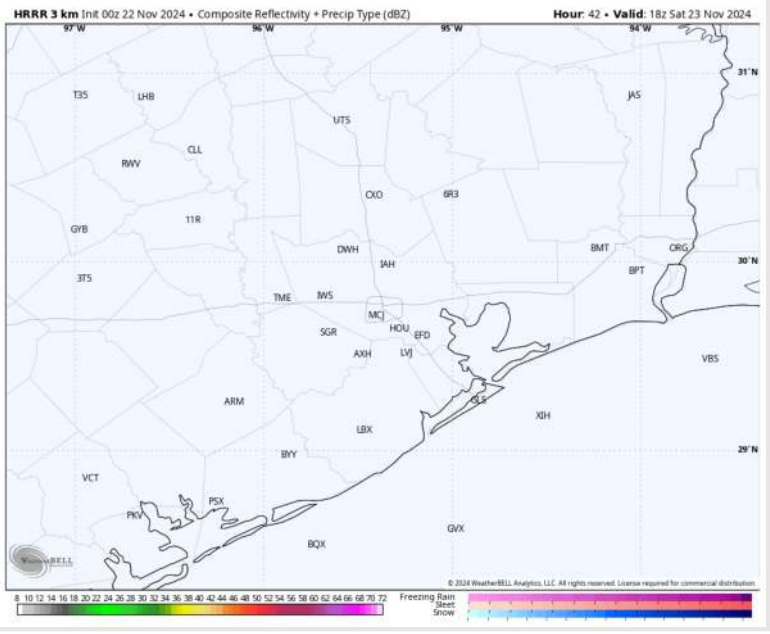 HRRR 3 km Init 00z 22 Nov 2024 • Composite Reflectivity + Precip Type (dBZ) Hour: 42 • Valid: 18z Sat 23 Nov 2024
97°W 96°W 95°W 94°W
31°N
T35 LHB JAS
UTS
CLL
RWV
CXO 6R3
11R
GYB
DWH BMT ORG
IAH 30°N
3T5 BPT
TME IWS
MCJ
SGR HOU EFD
AXH LVJ
VBS
ARM GLS
XIH
LBX
BYY 29°N
VCT
PSX
PKV
GVX
BQX
WeatherBELL
© 2024 WeatherBELL Analytics, LLC. All rights reserved. License required for commercial distribution.
8 10 12 14 16 18 20 22 24 26 28 30 32 34 36 38 40 42 44 46 48 50 52 54 56 58 60 62 64 66 68 70 72
Freezing Rain
Sleet
Snow